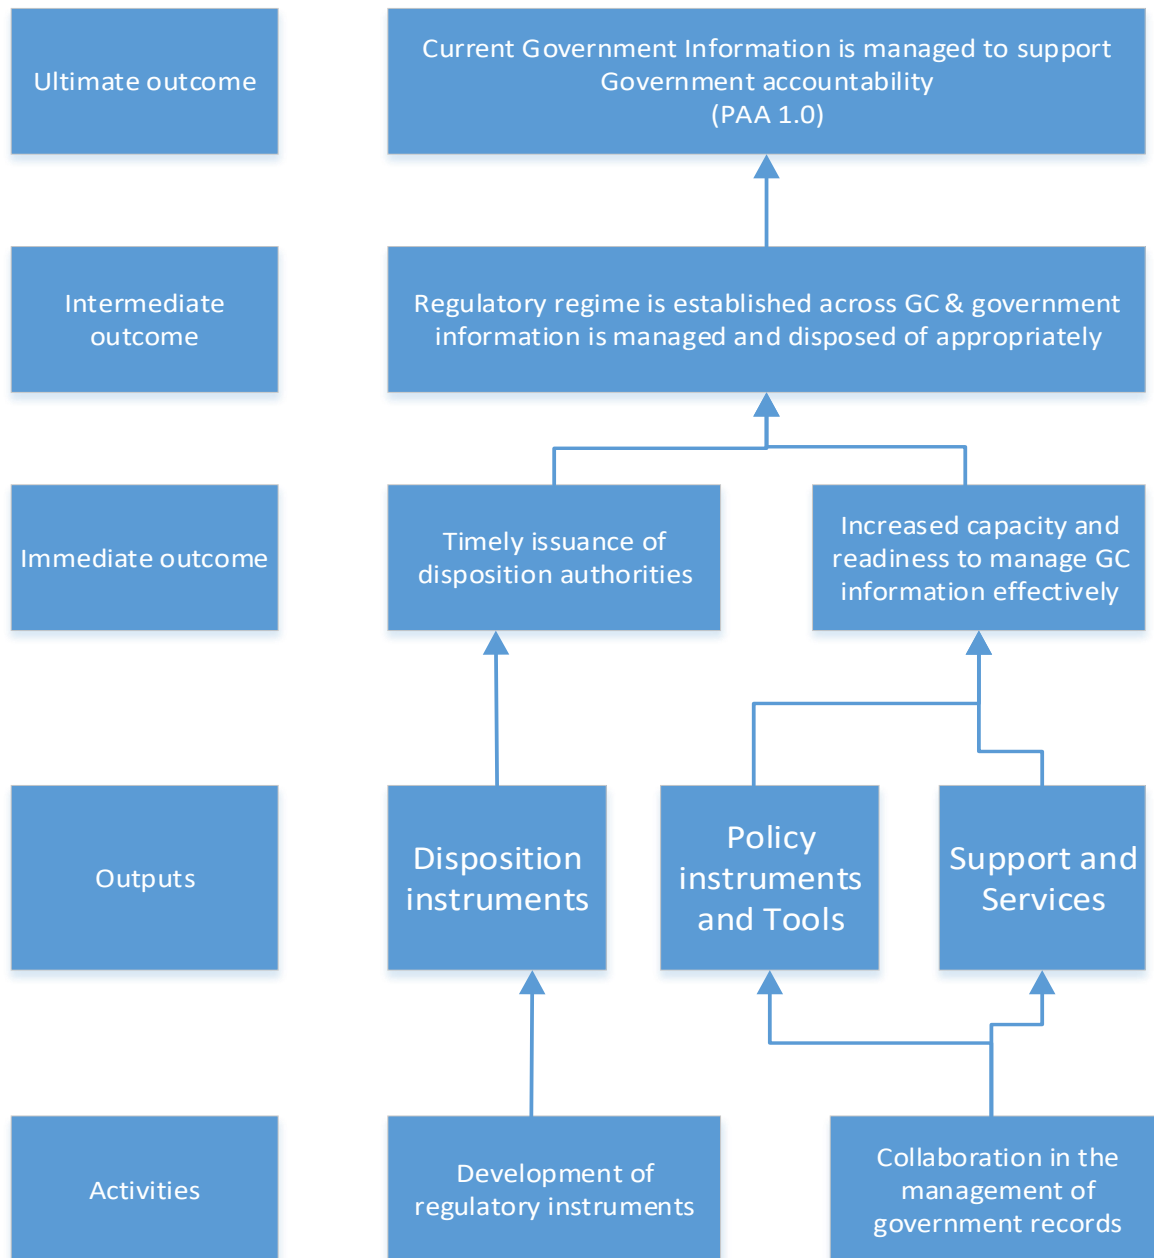 Ultimate outcome
Current Government Information is managed to support
Government accountability
(PAA 1.0)
Intermediate
outcome
Regulatory regime is established across GC & government
information is managed and disposed of appropriately
Immediate outcome
Timely issuance of
disposition authorities
Increased capacity and
readiness to manage GC
information effectively
Outputs
Disposition
instruments
Policy
instruments
and Tools
Support and
Services
Activities
Development of
regulatory instruments
Collaboration in the
management of
government records